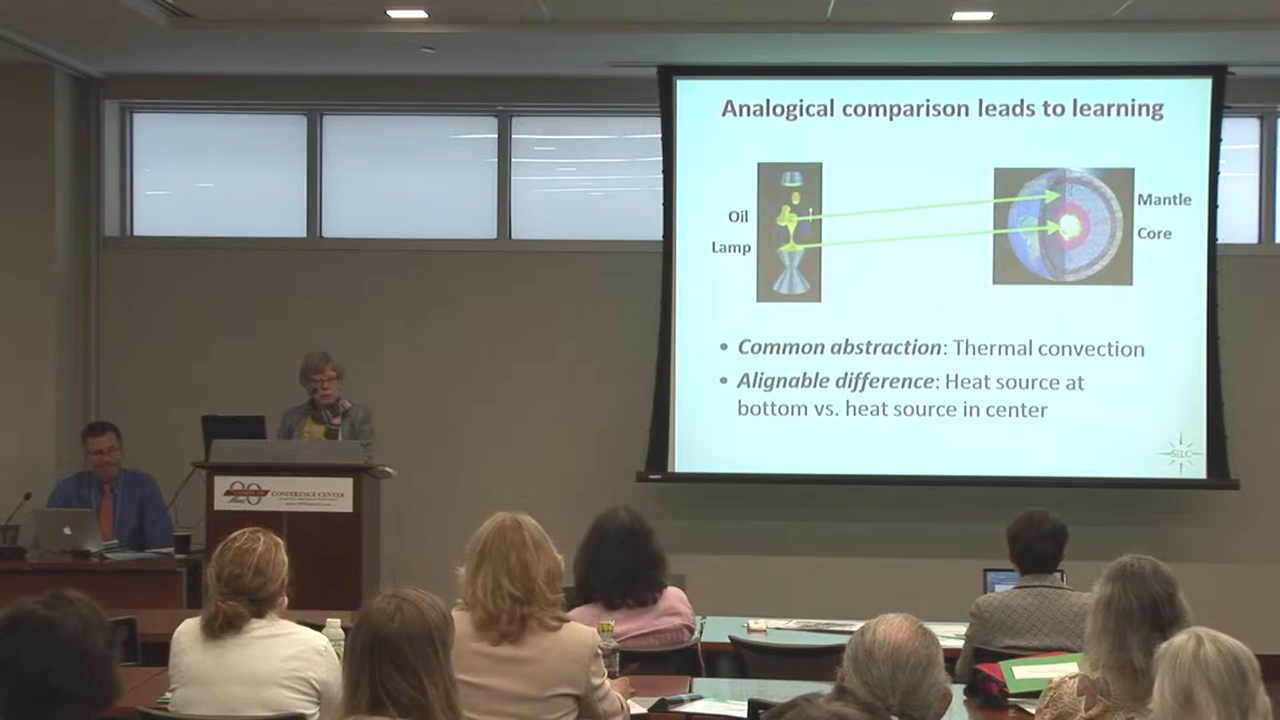 Analogical comparison leads to learning
Oil
Lamp
Mantle
Core
• Common abstraction: Thermal convection
• Alignable difference: Heat source at
bottom vs. heat source in center
SILC
20
CONFERENCE CENTER